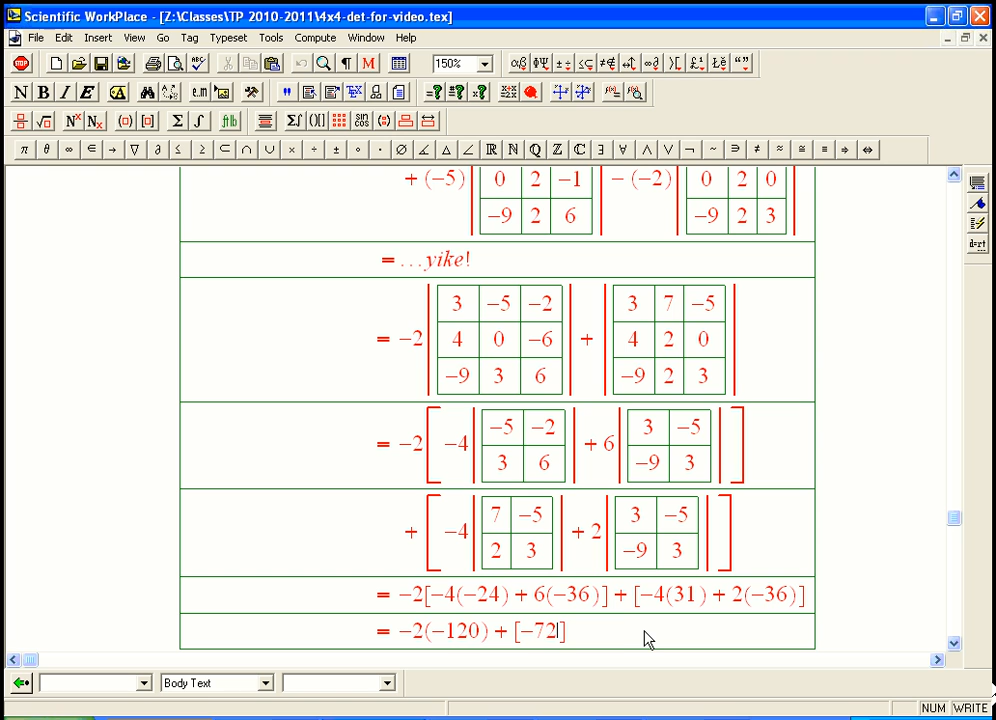 Scientific WorkPlace - [Z:\Classes\TP 2010-2011\4x4-det-for-video.tex]
File Edit Insert View Go Tag Typeset Tools Compute Window Help
150%
+ (−5) | 0 2 −1 | − (−2) | 0 2 0 |
−9 2 6 −9 2 3
= ...yike!
3 −5 −2 3 7 −5
= −2 | 4 0 −6 | + | 4 2 0 |
−9 3 6 −9 2 3
−5 −2 3 −5
= −2 [ −4 | | + 6 | | ]
3 6 −9 3
7 −5 3 −5
+ [ −4 | | + 2 | | ]
2 3 −9 3
= −2[−4(−24) + 6(−36)] + [−4(31) + 2(−36)]
= −2(−120) + [−72]
Body Text
NUM WRITE